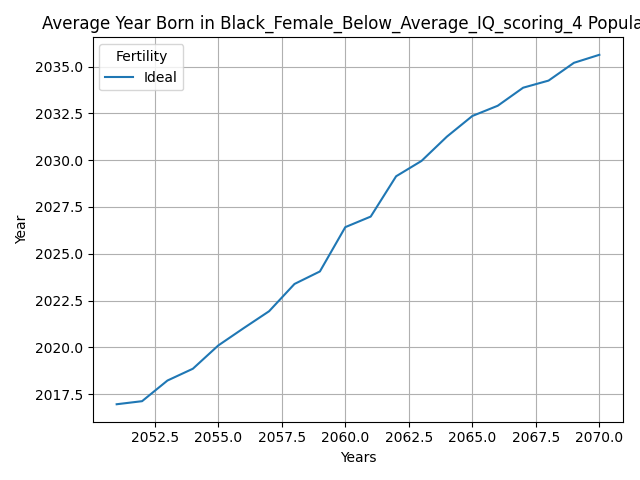 Average Year Born in Black_Female_Below_Average_IQ_scoring_4 Popula
Fertility
Ideal
Year
2035.0
2032.5
2030.0
2027.5
2025.0
2022.5
2020.0
2017.5
2052.5 2055.0 2057.5 2060.0 2062.5 2065.0 2067.5 2070.0
Years